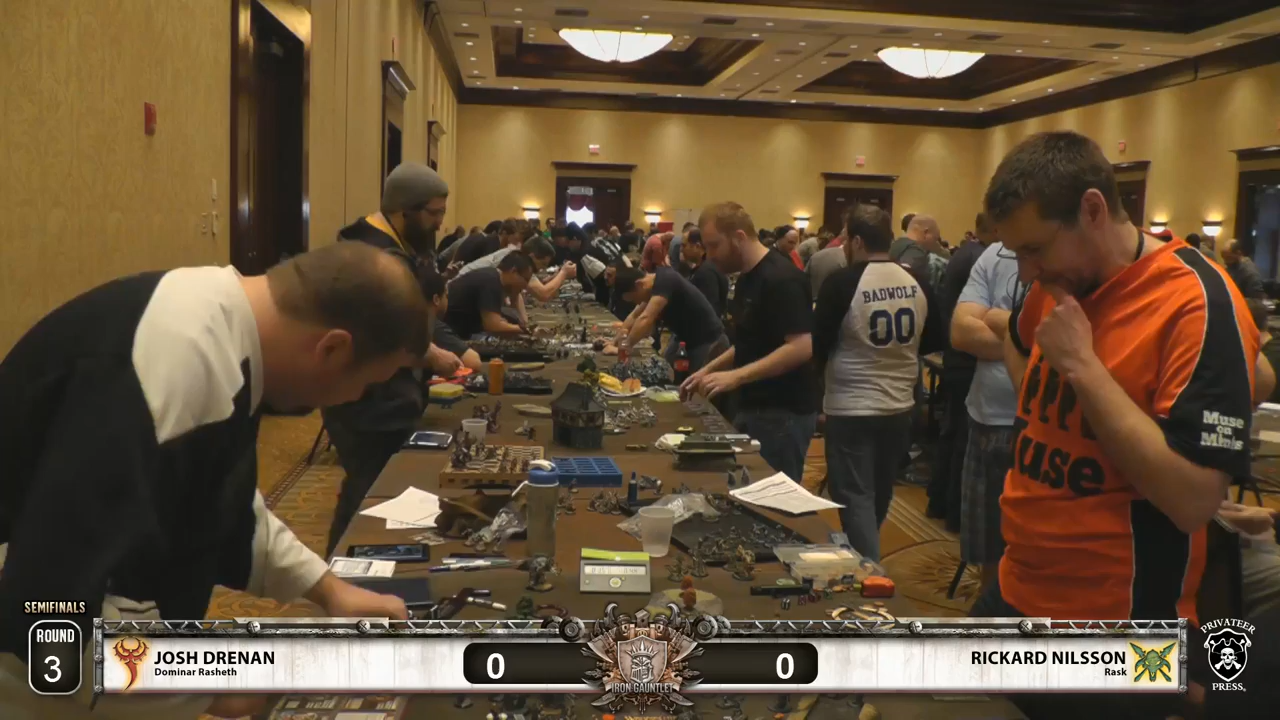 BADWOLF
00
Muse
on
Minis
use
SEMIFINALS
ROUND
3
JOSH DRENAN
Dominar Rasheth
0
IRON GAUNTLET
0
RICKARD NILSSON
Rask
PRIVATEER
PRESS